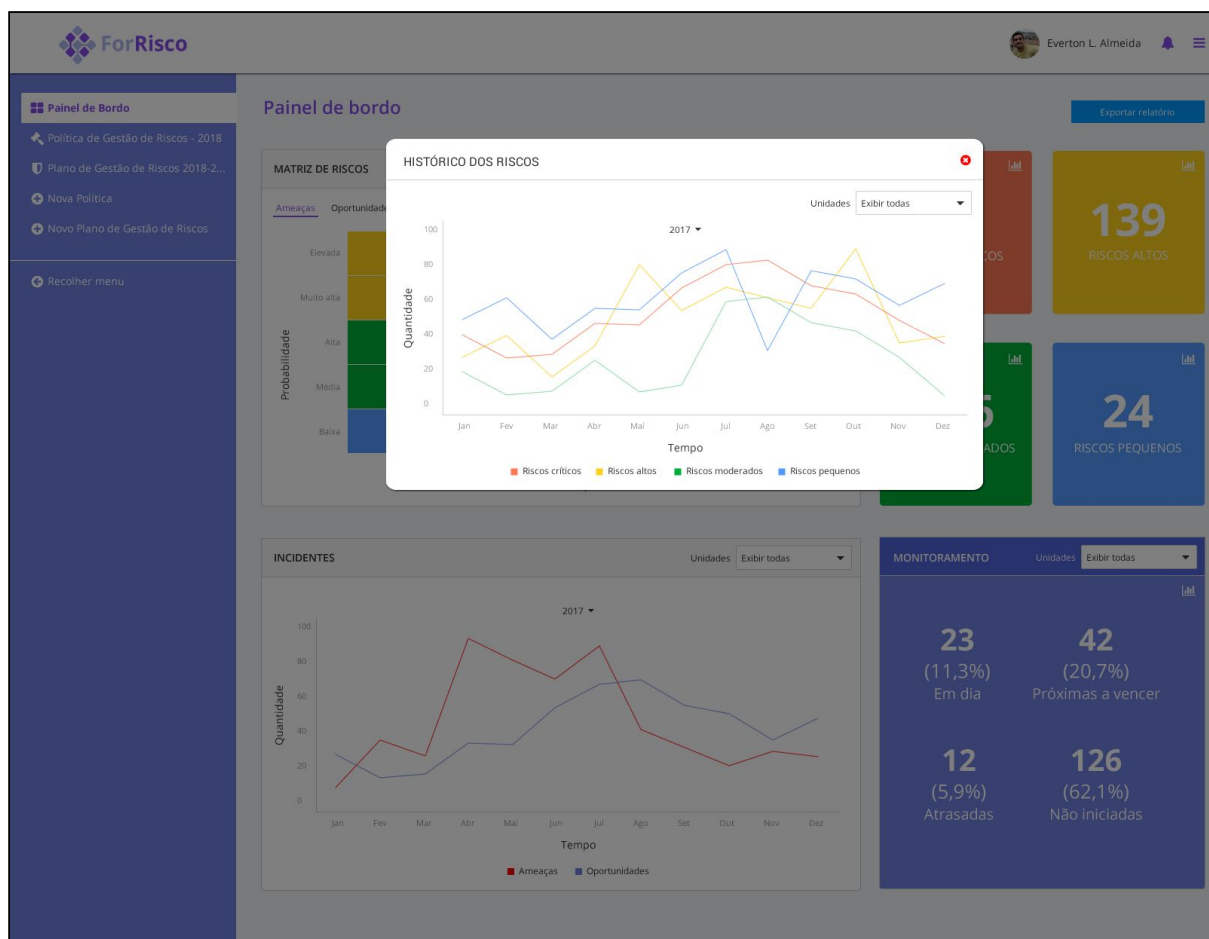 ForRisco
Everton L. Almeida
Painel de Bordo
Política de Gestão de Riscos - 2018
Plano de Gestão de Riscos 2018-2...
Nova Política
Novo Plano de Gestão de Riscos
Recolher menu
Painel de bordo
Exportar relatório
MATRIZ DE RISCOS
Ameaças
Elevada
Muito alta
Alta
Média
Baixa
Probabilidade
HISTÓRICO DOS RISCOS
Unidades Exibir todas
2017
100
80
60
40
20
0
Quantidade
Jan Fev Mar Abr Mai Jun Jul Ago Set Out Nov Dez
Tempo
Riscos críticos Riscos altos Riscos moderados Riscos pequenos
139
RISCOS ALTOS
24
RISCOS PEQUENOS
INCIDENTES
Unidades Exibir todas
2017
100
80
60
40
20
0
Quantidade
Jan Fev Mar Abr Mai Jun Jul Ago Set Out Nov Dez
Tempo
Ameaças Oportunidades
MONITORAMENTO
Unidades Exibir todas
23
(11,3%)
Em dia
42
(20,7%)
Próximas a vencer
12
(5,9%)
Atrasadas
126
(62,1%)
Não iniciadas